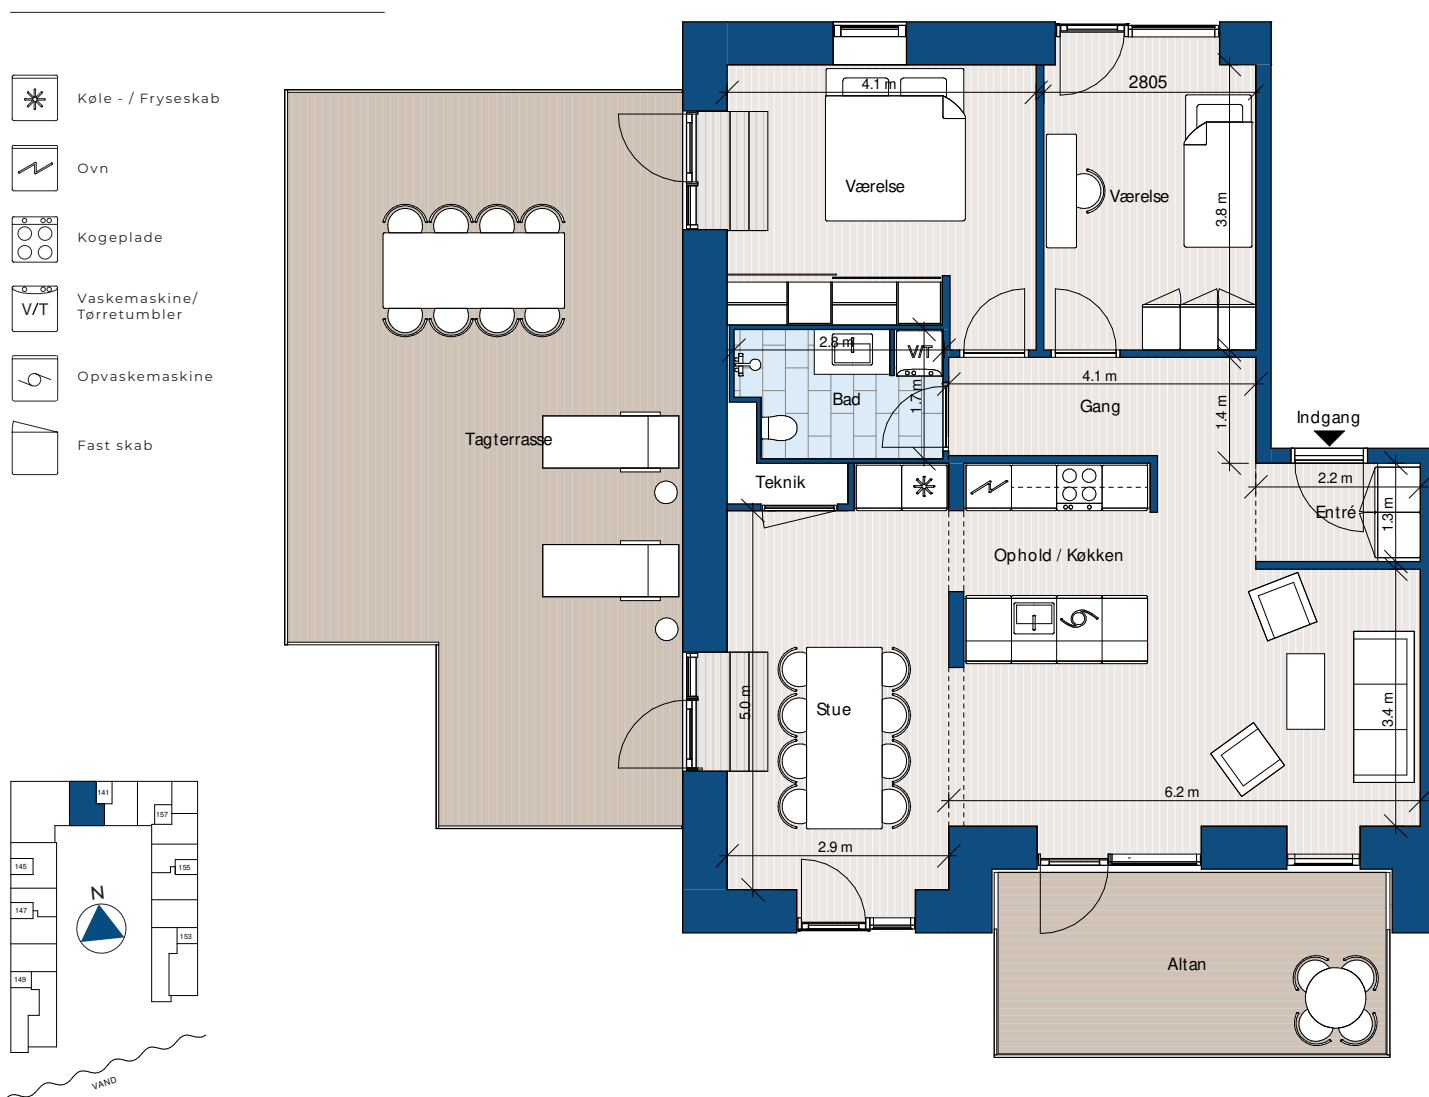 Køle - / Fryseskab
Ovn
Kogeplade
V/T
Vaskemaskine/
Tørretumbler
Opvaskemaskine
Fast skab
4.1 m
2805
Værelse
Værelse
3.8 m
2.8 m
V/T
Bad
1.7 m
4.1 m
Gang
1.4 m
Indgang
Tagterrasse
Teknik
2.2 m
Entré
1.3 m
Ophold / Køkken
Stue
5.0 m
3.4 m
6.2 m
2.9 m
Altan
141
157
145
155
147
N
153
149
VAND